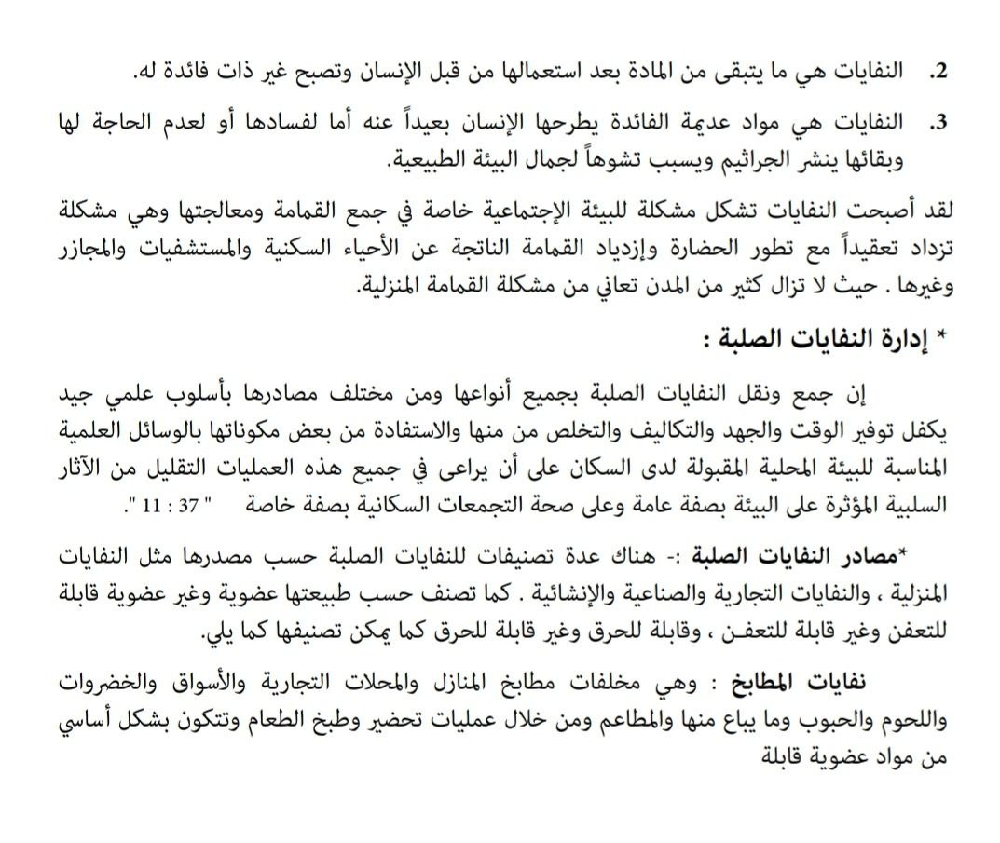 2. النفايات هي ما يتبقى من المادة بعد استعمالها من قبل الإنسان وتصبح غير ذات فائدة له.
3. النفايات هي مواد عديمة الفائدة يطرحها الإنسان بعيداً عنه أما لفسادها أو لعدم الحاجة لها
وبقائها ينشر الجراثيم ويسبب تشوهاً لجمال البيئة الطبيعية.
لقد أصبحت النفايات تشكل مشكلة للبيئة الإجتماعية خاصة في جمع القمامة ومعالجتها وهي مشكلة
تزداد تعقيداً مع تطور الحضارة وإزدياد القمامة الناتجة عن الأحياء السكنية والمستشفيات والمجازر
وغيرها . حيث لا تزال كثير من المدن تعاني من مشكلة القمامة المنزلية.
* إدارة النفايات الصلبة :
إن جمع ونقل النفايات الصلبة بجميع أنواعها ومن مختلف مصادرها بأسلوب علمي جيد
يكفل توفير الوقت والجهد والتكاليف والتخلص من منها والاستفادة من بعض مكوناتها بالوسائل العلمية
المناسبة للبيئة المحلية المقبولة لدى السكان على أن يراعى في جميع هذه العمليات التقليل من الآثار
السلبية المؤثرة على البيئة بصفة عامة وعلى صحة التجمعات السكانية بصفة خاصة " 37 : 11 ".
*مصادر النفايات الصلبة :- هناك عدة تصنيفات للنفايات الصلبة حسب مصدرها مثل النفايات
المنزلية ، والنفايات التجارية والصناعية والإنشائية . كما تصنف حسب طبيعتها عضوية وغير عضوية قابلة
للتعفن وغير قابلة للتعفـن ، وقابلة للحرق وغير قابلة للحرق كما يمكن تصنيفها كما يلي.
نفايات المطابخ : وهي مخلفات مطابخ المنازل والمحلات التجارية والأسواق والخضروات
واللحوم والحبوب وما يباع منها والمطاعم ومن خلال عمليات تحضير وطبخ الطعام وتتكون بشكل أساسي
من مواد عضوية قابلة